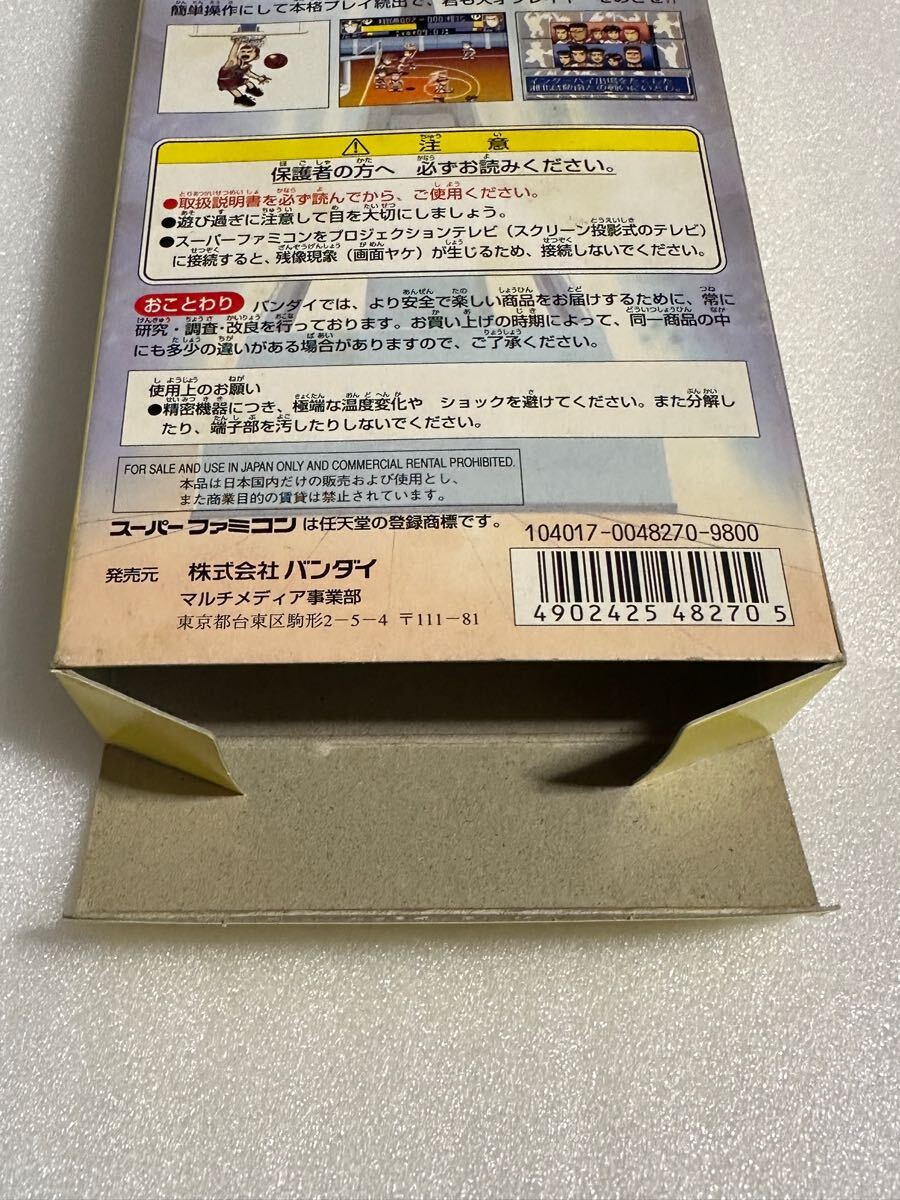 簡単操作にして本格プレイ続出で、君も天才プレイヤーをめざせ!!
注意
保護者の方へ 必ずお読みください。
●取扱説明書を必ず読んでから、ご使用ください。
●遊び過ぎに注意して目を大切にしましょう。
●スーパーファミコンをプロジェクションテレビ（スクリーン投影式のテレビ）
に接続すると、残像現象（画面ヤケ）が生じるため、接続しないでください。
おことわり バンダイでは、より安全で楽しい商品をお届けするために、常に
研究・調査・改良を行っております。お買い上げの時期によって、同一商品の中
にも多少の違いがある場合がありますので、ご了承ください。
使用上のお願い
●精密機器につき、極端な温度変化や ショックを避けてください。また分解し
たり、端子部を汚したりしないでください。
FOR SALE AND USE IN JAPAN ONLY AND COMMERCIAL RENTAL PROHIBITED.
本品は日本国内だけの販売および使用とし、
また商業目的の賃貸は禁止されています。
スーパーファミコンは任天堂の登録商標です。
104017-0048270-9800
発売元 株式会社 バンダイ
マルチメディア事業部
東京都台東区駒形2-5-4 〒111-81
4902425 482705